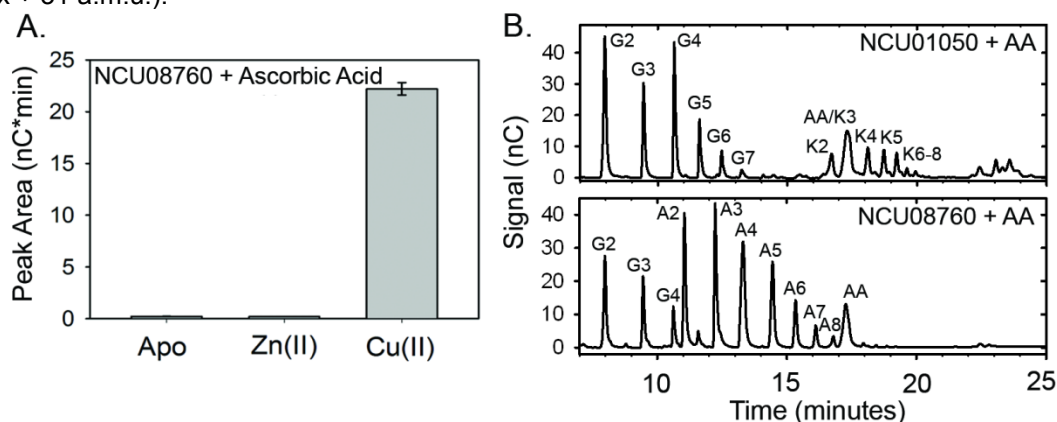 x + 81 a.m.u.).
A.
NCU08760 + Ascorbic Acid
Peak Area (nC*min)
25
20
15
10
5
0
Apo Zn(II) Cu(II)
B.
NCU01050 + AA
G2 G3 G4 G5 G6 G7 K2 AA/K3 K4 K5 K6-8
40
30
20
10
0
NCU08760 + AA
G2 G3 G4 A2 A3 A4 A5 A6 A7 A8 AA
40
30
20
10
0
Signal (nC)
10 15 20 25
Time (minutes)